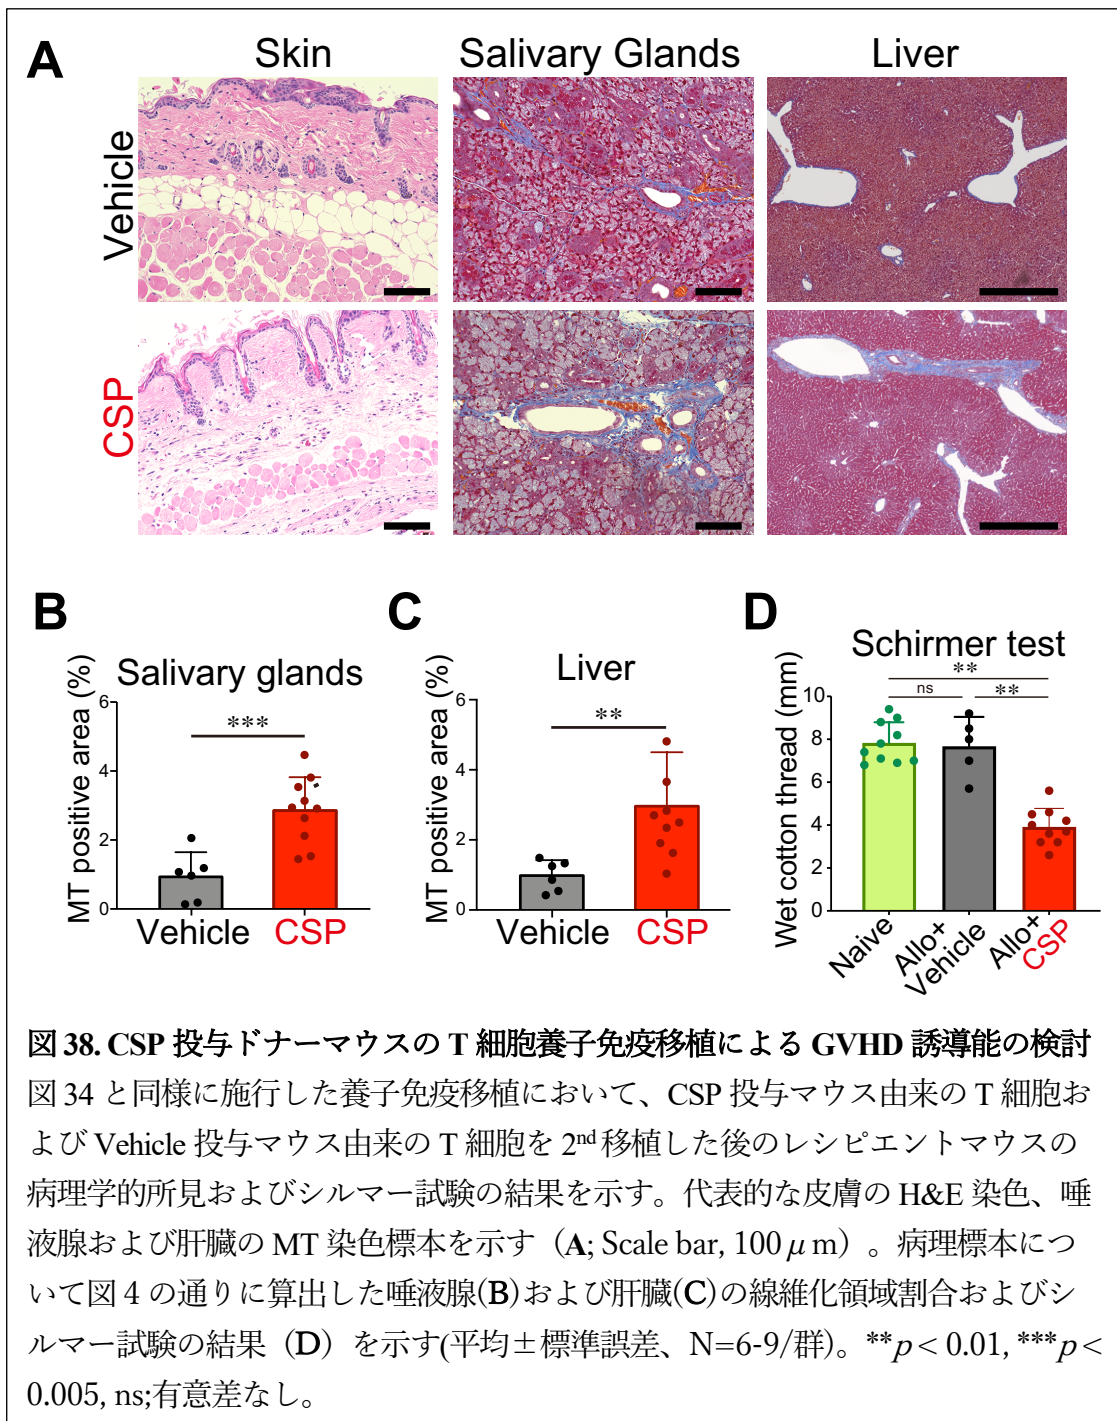 A
Skin
Salivary Glands
Liver
Vehicle
CSP
B
Salivary glands
MT positive area (%)
6
4
2
0
***
Vehicle
CSP
C
Liver
MT positive area (%)
6
4
2
0
**
Vehicle
CSP
D
Schirmer test
Wet cotton thread (mm)
10
8
6
4
2
0
**
ns
**
Naive
Allo+
Vehicle
Allo+
CSP
図 38. CSP 投与ドナーマウスの T 細胞養子免疫移植による GVHD 誘導能の検討
図 34 と同様に施行した養子免疫移植において、CSP 投与マウス由来の T 細胞お
よび Vehicle 投与マウス由来の T 細胞を 2nd 移植した後のレシピエントマウスの
病理学的所見およびシルマー試験の結果を示す。代表的な皮膚の H&E 染色、唾
液腺および肝臓の MT 染色標本を示す（A; Scale bar, 100μm）。病理標本につ
いて図 4 の通りに算出した唾液腺(B)および肝臓(C)の線維化領域割合およびシ
ルマー試験の結果（D）を示す(平均±標準誤差、N=6-9/群)。**p < 0.01, ***p <
0.005, ns;有意差なし。